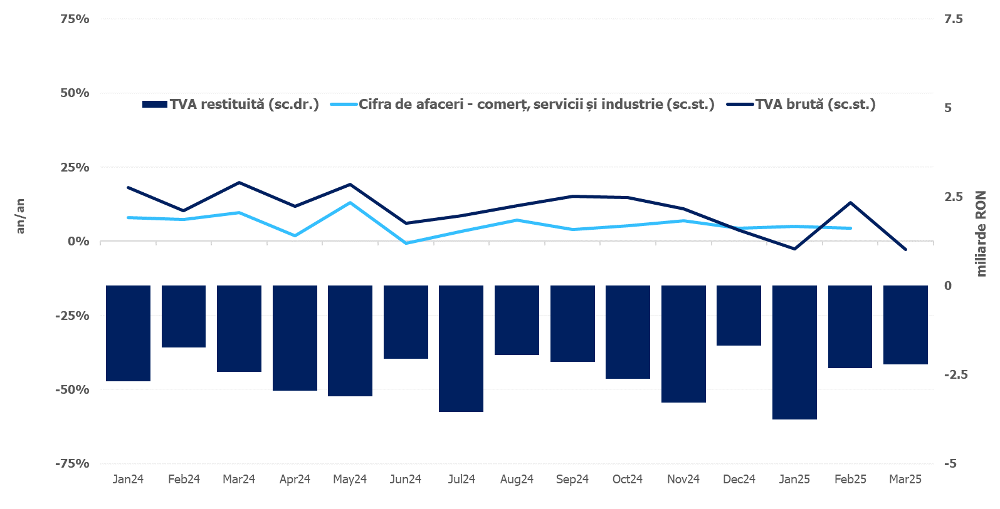 75%
50%
25%
0%
-25%
-50%
-75%
an/an
TVA restituită (sc.dr.)
Cifra de afaceri - comerț, servicii și industrie (sc.st.)
TVA brută (sc.st.)
7.5
5
2.5
0
-2.5
-5
miliarde RON
Jan24 Feb24 Mar24 Apr24 May24 Jun24 Jul24 Aug24 Sep24 Oct24 Nov24 Dec24 Jan25 Feb25 Mar25